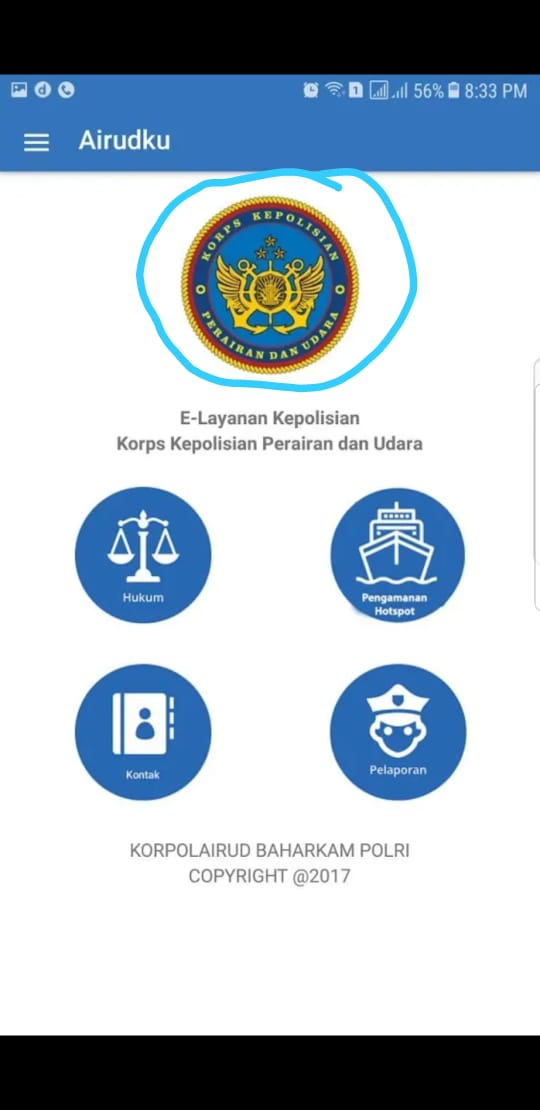 1 56% 8:33 PM
Airudku
KORPS KEPOLISIAN
PERAIRAN DAN UDARA
E-Layanan Kepolisian
Korps Kepolisian Perairan dan Udara
Hukum
Pengamanan
Hotspot
Kontak
Pelaporan
KORPOLAIRUD BAHARKAM POLRI
COPYRIGHT @2017